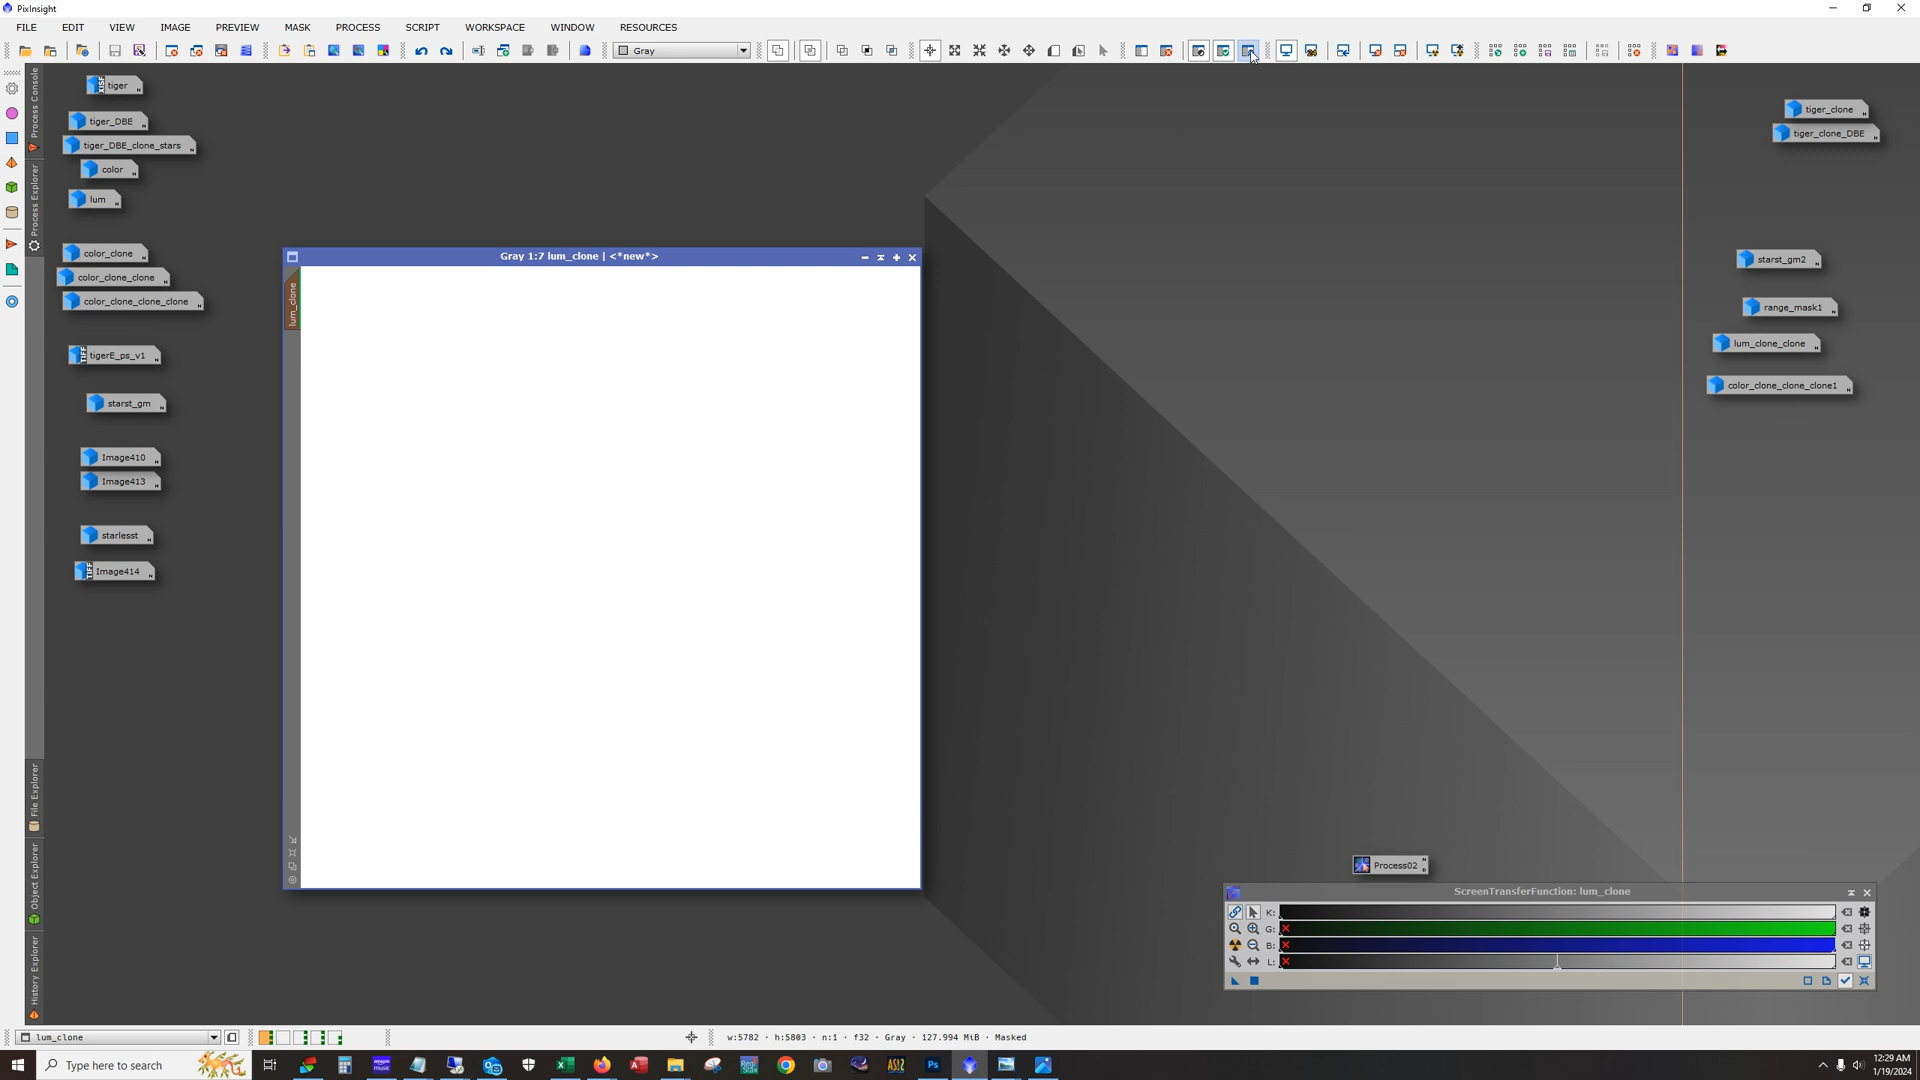 PixInsight
FILE EDIT VIEW IMAGE PREVIEW MASK PROCESS SCRIPT WORKSPACE WINDOW RESOURCES
Gray
Process Console
Process Explorer
File Explorer
Object Explorer
History Explorer
tiger
tiger_DBE
tiger_DBE_clone_stars
color
lum
color_clone
color_clone_clone
color_clone_clone_clone
tigerE_ps_v1
starst_gm
Image410
Image413
starlesst
Image414
Gray 1:7 lum_clone | <*new*>
lum_clone
tiger_clone
tiger_clone_DBE
starst_gm2
range_mask1
lum_clone_clone
color_clone_clone_clone1
Process02
ScreenTransferFunction: lum_clone
K:
G:
B:
L:
lum_clone
w:5782 · h:5803 · n:1 · f32 · Gray · 127.994 MiB · Masked
Type here to search
12:29 AM
1/19/2024